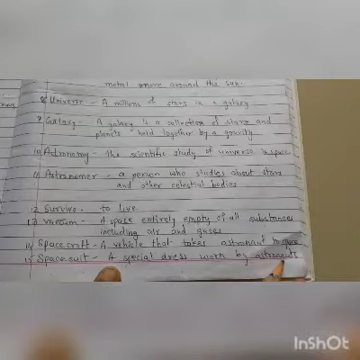 metal move around the sun.
8) Universe - A millions of stars in a galaxy
9 Galaxy - A galaxy is a collection of stars and
planets held together by a gravity
10) Astronomy - The scientific study of universe & space
11) Astronomer - a person who studies about stars
and other celestial bodies
12 Survive - to live
13 Vacuum - A space entirely empty of all substances
including air and gases
14) Spacecraft - A vehicle that takes astronaut to
15) Spacesuit - A special dress worn by astronauts
InShot